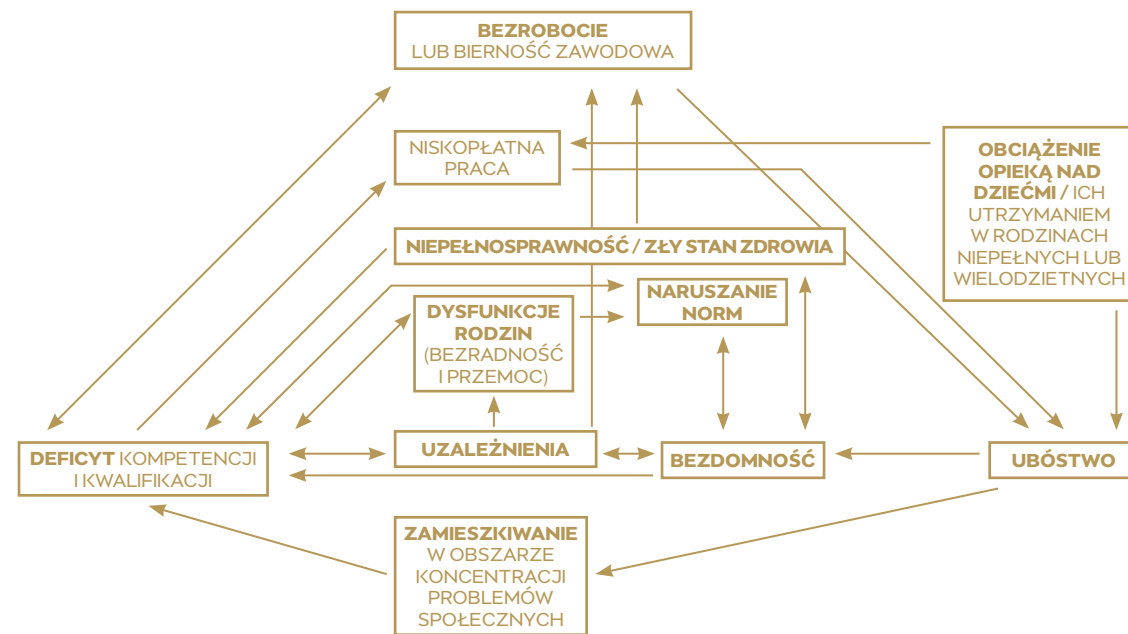 BEZROBOCIE
LUB BIERNOŚĆ ZAWODOWA
NISKOPŁATNA
PRACA
OBCIĄŻENIE
OPIEKĄ NAD
DZIEĆMI / ICH
UTRZYMANIEM
W RODZINACH
NIEPEŁNYCH LUB
WIELODZIETNYCH
NIEPEŁNOSPRAWNOŚĆ / ZŁY STAN ZDROWIA
NARUSZANIE
NORM
DYSFUNKCJE
RODZIN
(BEZRADNOŚĆ
I PRZEMOC)
DEFICYT KOMPETENCJI
I KWALIFIKACJI
UZALEŻNIENIA
BEZDOMNOŚĆ
UBÓSTWO
ZAMIESZKIWANIE
W OBSZARZE
KONCENTRACJI
PROBLEMÓW
SPOŁECZNYCH